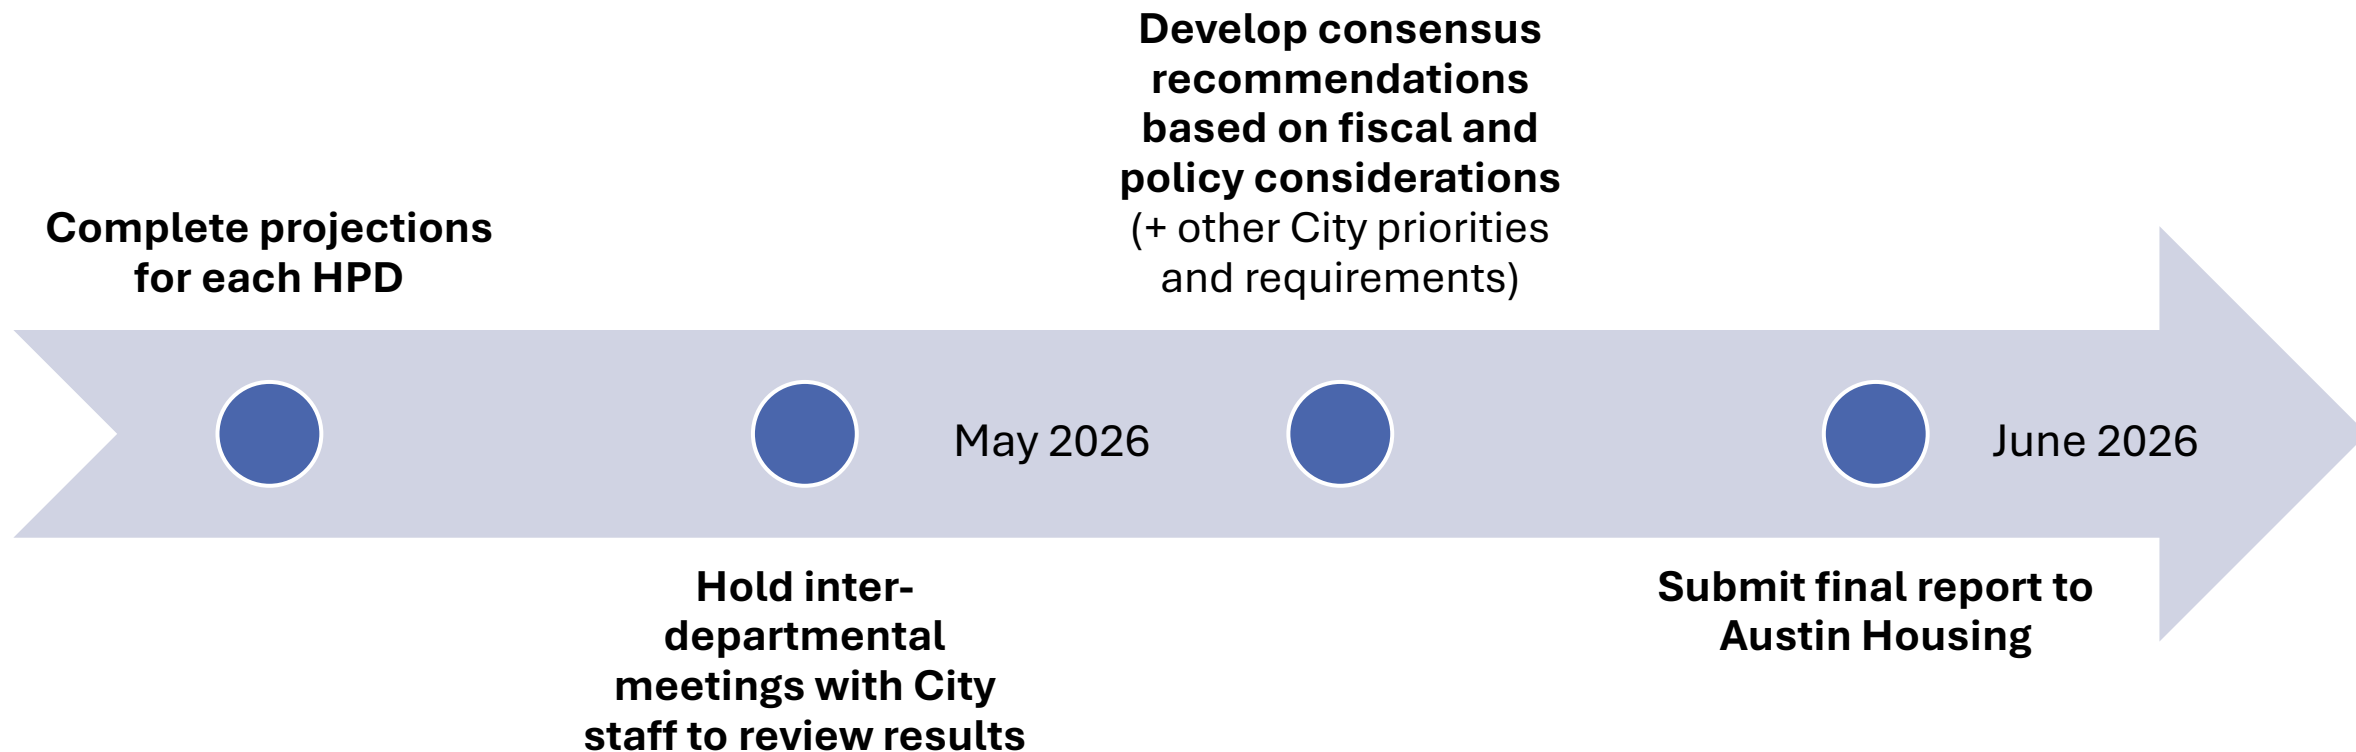 Complete projections
for each HPD
Hold inter-
departmental
meetings with City
staff to review results
May 2026
Develop consensus
recommendations
based on fiscal and
policy considerations
(+ other City priorities
and requirements)
Submit final report to
Austin Housing
June 2026